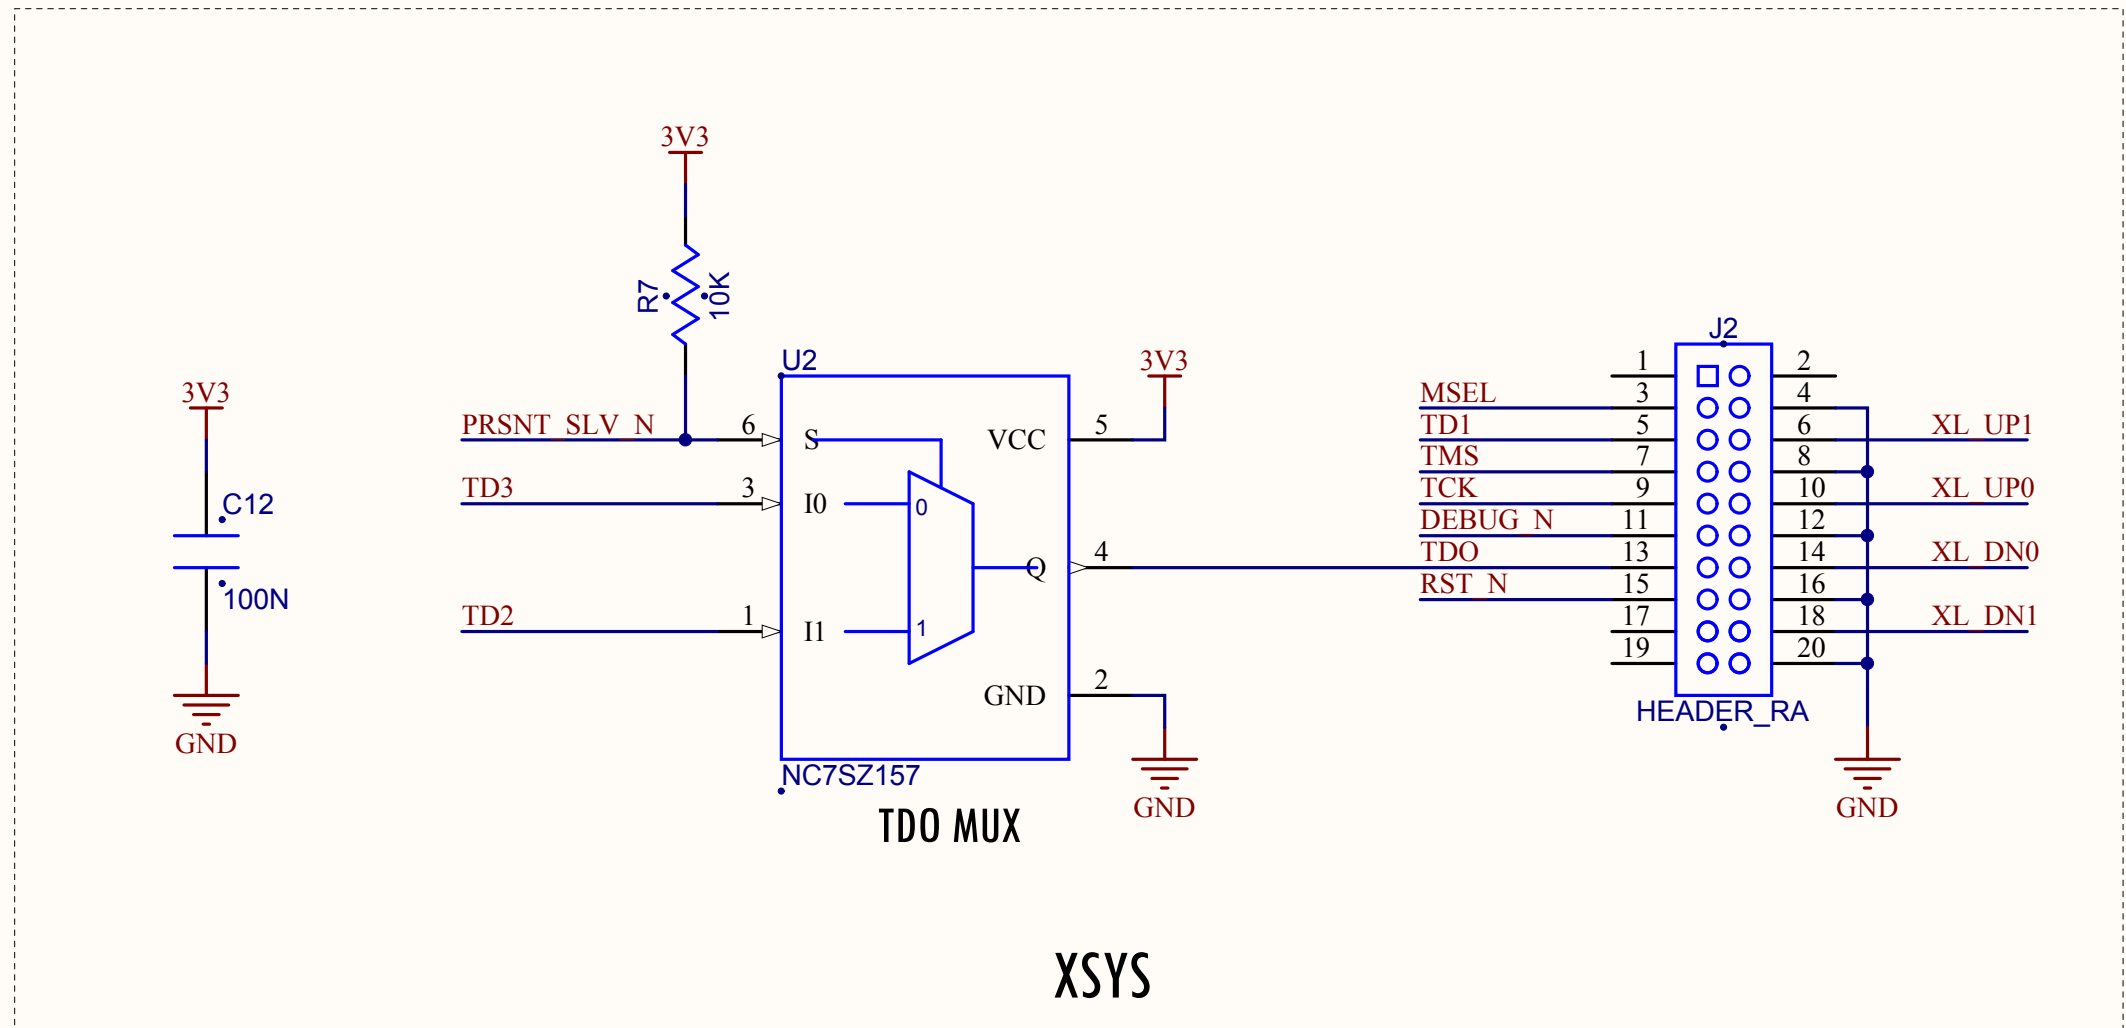 3V3
R7
10K
3V3
C12
100N
GND
PRSNT_SLV_N
TD3
TD2
6
3
1
U2
S
I0
I1
0
1
VCC
Q
GND
5
4
2
3V3
GND
NC7SZ157
TDO MUX
J2
MSEL
TD1
TMS
TCK
DEBUG_N
TDO
RST_N
1 2
3 4
5 6
7 8
9 10
11 12
13 14
15 16
17 18
19 20
XL_UP1
XL_UP0
XL_DN0
XL_DN1
HEADER_RA
GND
XSYS